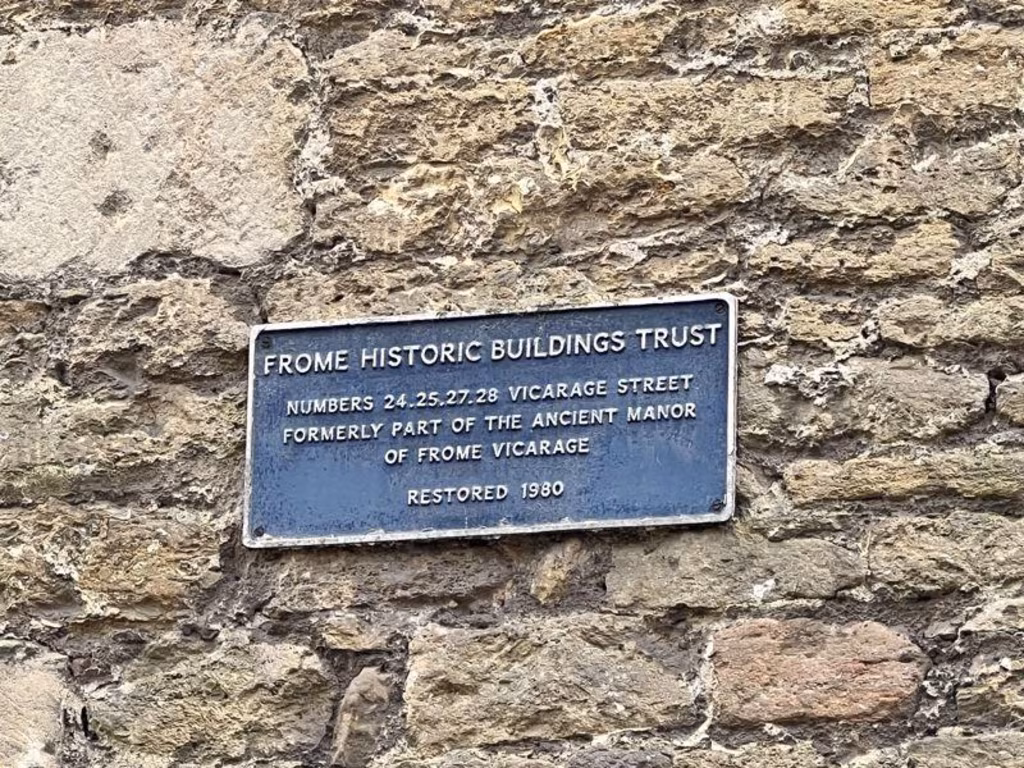 FROME HISTORIC BUILDINGS TRUST
NUMBERS 24.25.27.28 VICARAGE STREET
FORMERLY PART OF THE ANCIENT MANOR
OF FROME VICARAGE
RESTORED 1980